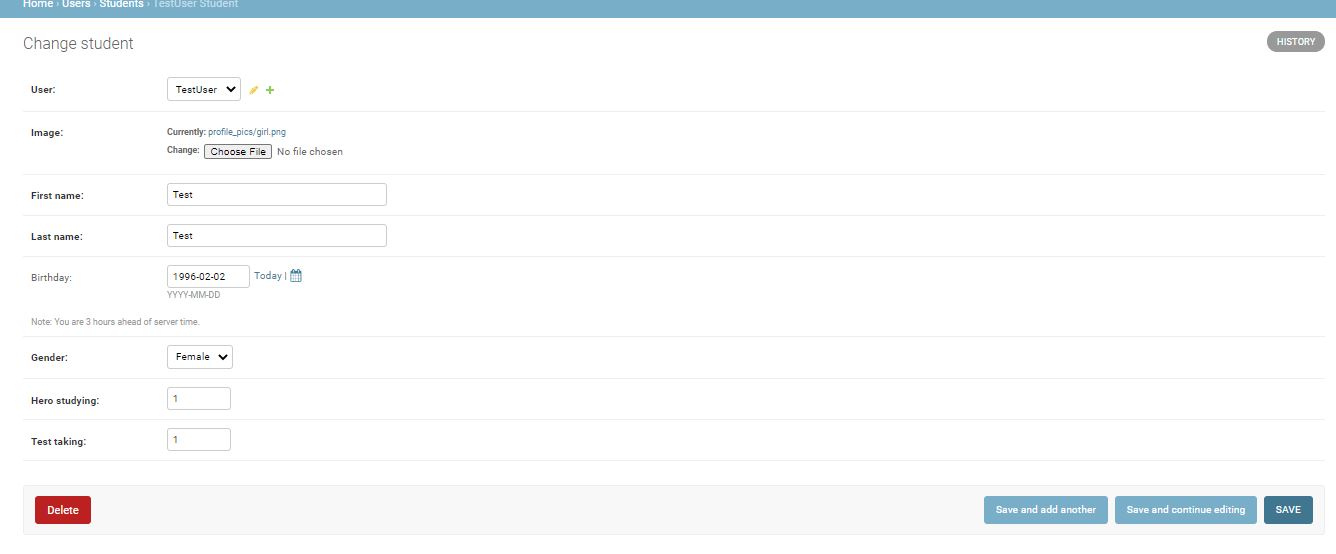 Home › Users › Students › TestUser Student
Change student
HISTORY
User:
TestUser
Image:
Currently: profile_pics/girl.png
Change: Choose File No file chosen
First name:
Test
Last name:
Test
Birthday:
1996-02-02
Today |
YYYY-MM-DD
Note: You are 3 hours ahead of server time.
Gender:
Female
Hero studying:
1
Test taking:
1
Delete
Save and add another
Save and continue editing
SAVE